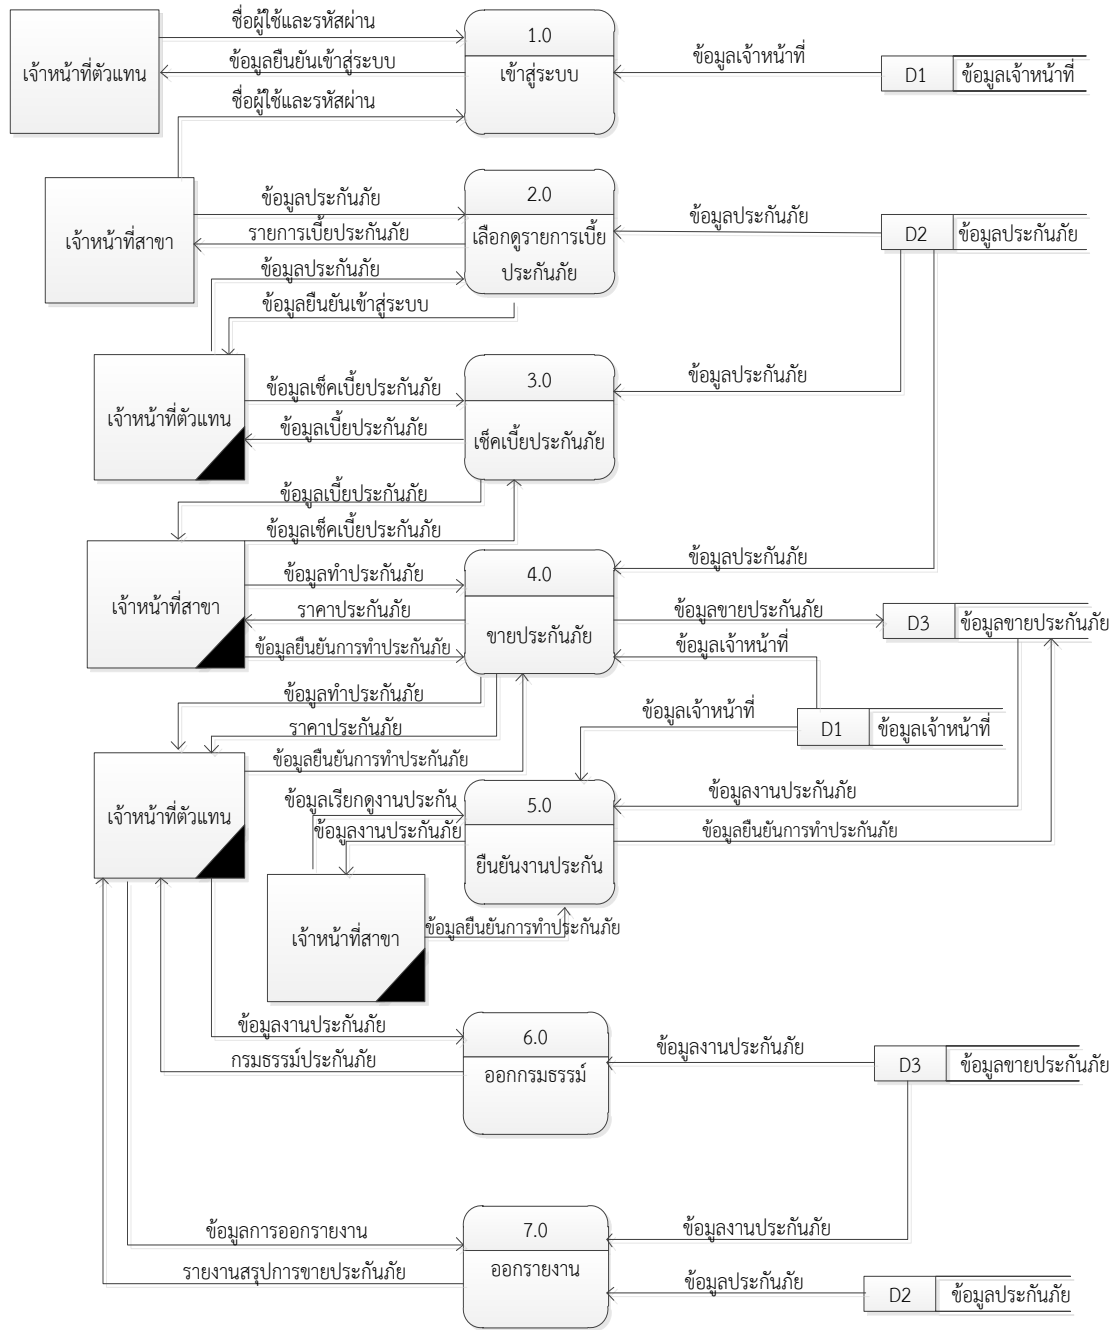 ชื่อผู้ใช้และรหัสผ่าน
1.0
เจ้าหน้าที่ตัวแทน
ข้อมูลยืนยันเข้าสู่ระบบ
เข้าสู่ระบบ
ข้อมูลเจ้าหน้าที่
D1
ข้อมูลเจ้าหน้าที่
ชื่อผู้ใช้และรหัสผ่าน
2.0
ข้อมูลประกันภัย
เจ้าหน้าที่สาขา
รายการเบี้ยประกันภัย
เลือกดูรายการเบี้ย
ประกันภัย
ข้อมูลประกันภัย
D2
ข้อมูลประกันภัย
ข้อมูลประกันภัย
ข้อมูลยืนยันเข้าสู่ระบบ
3.0
ข้อมูลประกันภัย
เจ้าหน้าที่ตัวแทน
ข้อมูลเช็คเบี้ยประกันภัย
ข้อมูลเบี้ยประกันภัย
เช็คเบี้ยประกันภัย
ข้อมูลเบี้ยประกันภัย
ข้อมูลเช็คเบี้ยประกันภัย
4.0
ข้อมูลประกันภัย
เจ้าหน้าที่สาขา
ข้อมูลทำประกันภัย
ราคาประกันภัย
ขายประกันภัย
ข้อมูลขายประกันภัย
D3
ข้อมูลขายประกันภัย
ข้อมูลยืนยันการทำประกันภัย
ข้อมูลเจ้าหน้าที่
ข้อมูลทำประกันภัย
ราคาประกันภัย
ข้อมูลเจ้าหน้าที่
D1
ข้อมูลเจ้าหน้าที่
ข้อมูลยืนยันการทำประกันภัย
เจ้าหน้าที่ตัวแทน
ข้อมูลเรียกดูงานประกัน
5.0
ข้อมูลงานประกันภัย
ข้อมูลงานประกันภัย
ข้อมูลยืนยันการทำประกันภัย
ยืนยันงานประกัน
เจ้าหน้าที่สาขา
ข้อมูลยืนยันการทำประกันภัย
ข้อมูลงานประกันภัย
6.0
ข้อมูลงานประกันภัย
กรมธรรม์ประกันภัย
ออกกรมธรรม์
D3
ข้อมูลขายประกันภัย
ข้อมูลการออกรายงาน
7.0
ข้อมูลงานประกันภัย
รายงานสรุปการขายประกันภัย
ออกรายงาน
ข้อมูลประกันภัย
D2
ข้อมูลประกันภัย